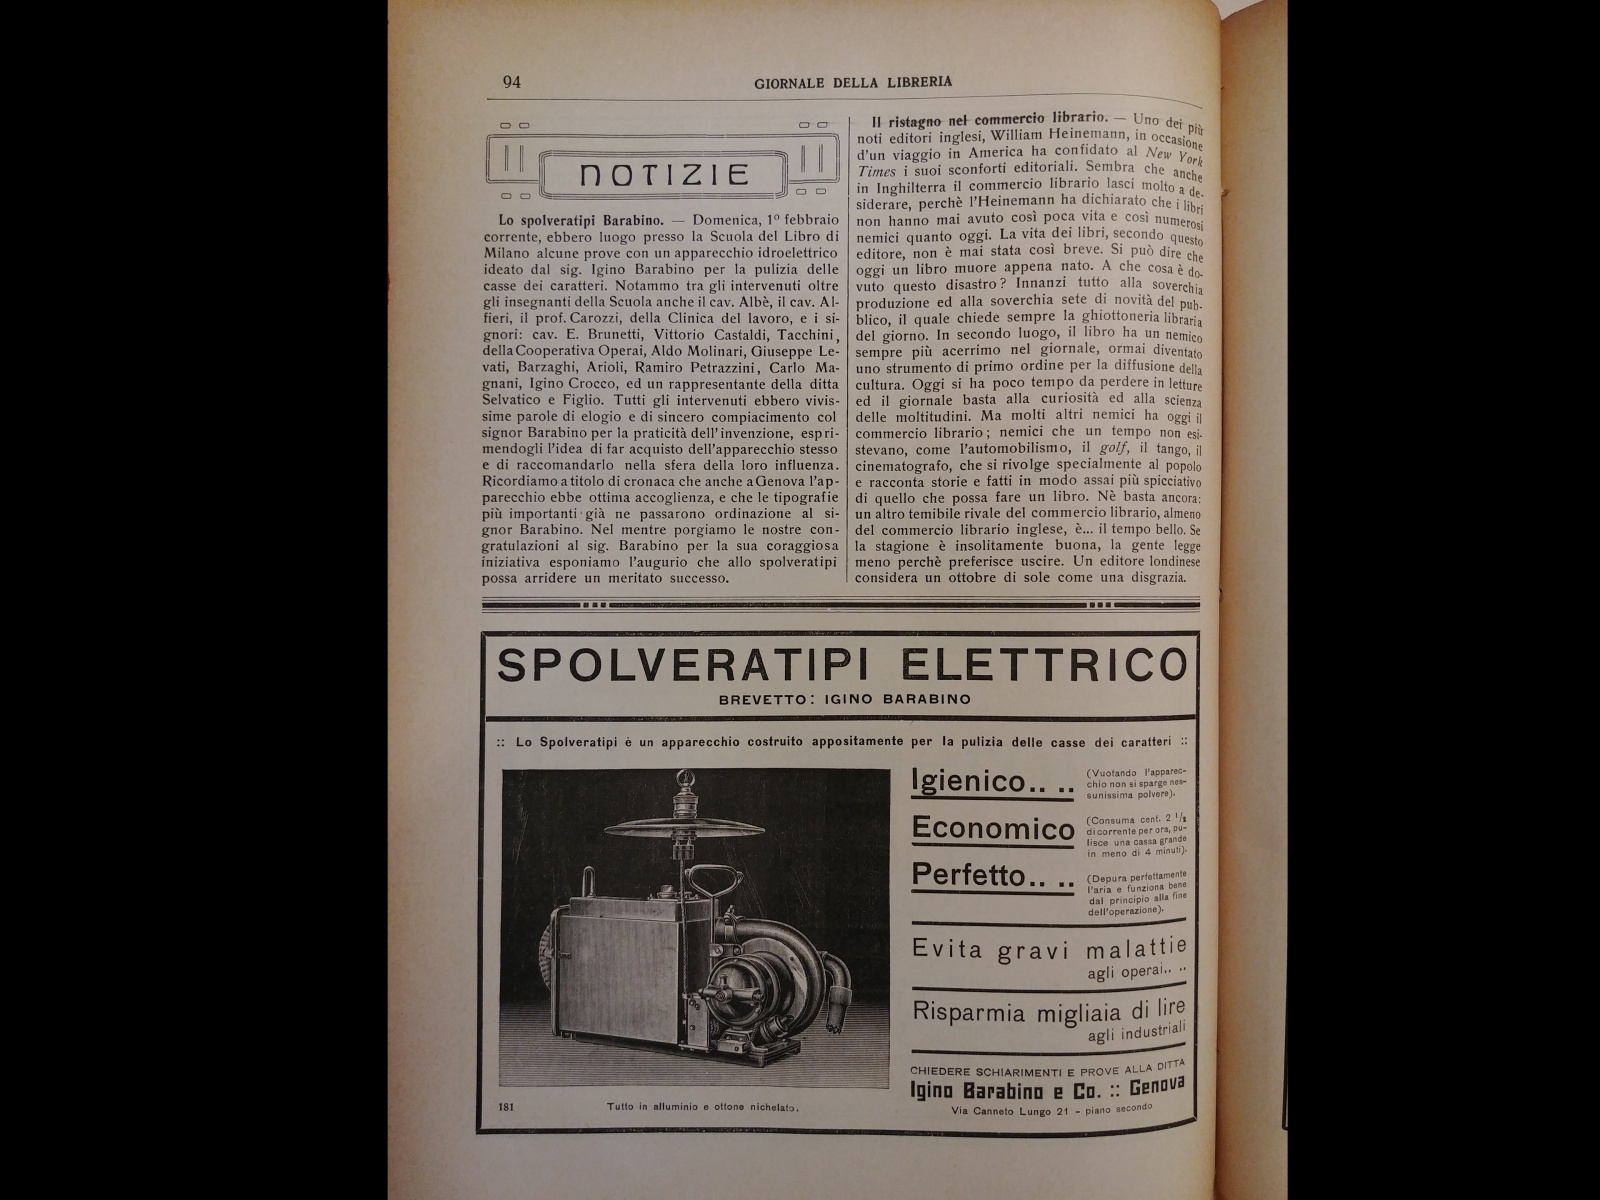 94
GIORNALE DELLA LIBRERIA
NOTIZIE
Lo spolveratipi Barabino. — Domenica, 1º febbraio
corrente, ebbero luogo presso la Scuola del Libro di
Milano alcune prove con un apparecchio idroelettrico
ideato dal sig. Igino Barabino per la pulizia delle
casse dei caratteri. Notammo tra gli intervenuti oltre
gli insegnanti della Scuola anche il cav. Albè, il cav. Al-
fieri, il prof. Carozzi, della Clinica del lavoro, e i si-
gnori: cav. E. Brunetti, Vittorio Castaldi, Tacchini,
della Cooperativa Operai, Aldo Molinari, Giuseppe Le-
vati, Barzaghi, Arioli, Ramiro Petrazzini, Carlo Ma-
gnani, Igino Crocco, ed un rappresentante della ditta
Selvatico e Figlio. Tutti gli intervenuti ebbero vivis-
sime parole di elogio e di sincero compiacimento col
signor Barabino per la praticità dell'invenzione, espri-
mendogli l'idea di far acquisto dell'apparecchio stesso
e di raccomandarlo nella sfera della loro influenza.
Ricordiamo a titolo di cronaca che anche a Genova l'ap-
parecchio ebbe ottima accoglienza, e che le tipografie
più importanti già ne passarono ordinazione al si-
gnor Barabino. Nel mentre porgiamo le nostre con-
gratulazioni al sig. Barabino per la sua coraggiosa
iniziativa esponiamo l'augurio che allo spolveratipi
possa arridere un meritato successo.
Il ristagno nel commercio librario. — Uno dei più
noti editori inglesi, William Heinemann, in occasione
d'un viaggio in America ha confidato al New York
Times i suoi sconforti editoriali. Sembra che anche
in Inghilterra il commercio librario lasci molto a de-
siderare, perchè l'Heinemann ha dichiarato che i libri
non hanno mai avuto così poca vita e così numerosi
nemici quanto oggi. La vita dei libri, secondo questo
editore, non è mai stata così breve. Si può dire che
oggi un libro muore appena nato. A che cosa è do-
vuto questo disastro? Innanzi tutto alla soverchia
produzione ed alla soverchia sete di novità del pub-
blico, il quale chiede sempre la ghiottoneria libraria
del giorno. In secondo luogo, il libro ha un nemico
sempre più acerrimo nel giornale, ormai diventato
uno strumento di primo ordine per la diffusione della
cultura. Oggi si ha poco tempo da perdere in letture
ed il giornale basta alla curiosità ed alla scienza
delle moltitudini. Ma molti altri nemici ha oggi il
commercio librario; nemici che un tempo non esi-
stevano, come l'automobilismo, il golf, il tango, il
cinematografo, che si rivolge specialmente al popolo
e racconta storie e fatti in modo assai più spicciativo
di quello che possa fare un libro. Nè basta ancora:
un altro temibile rivale del commercio librario, almeno
del commercio librario inglese, è... il tempo bello. Se
la stagione è insolitamente buona, la gente legge
meno perchè preferisce uscire. Un editore londinese
considera un ottobre di sole come una disgrazia.
SPOLVERATIPI ELETTRICO
BREVETTO: IGINO BARABINO
:: Lo Spolveratipi è un apparecchio costruito appositamente per la pulizia delle casse dei caratteri ::
Igienico.. ..
(Vuotando l'apparec-
chio non si sparge nes-
sunissima polvere).
Economico
(Consuma cent. 2 1/2
di corrente per ora, pu-
lisce una cassa grande
in meno di 4 minuti).
Perfetto.. ..
(Depura perfettamente
l'aria e funziona bene
dal principio alla fine
dell'operazione).
Evita gravi malattie
agli operai.. ..
Risparmia migliaia di lire
agli industriali
CHIEDERE SCHIARIMENTI E PROVE ALLA DITTA
Igino Barabino e Co. :: Genova
Via Canneto Lungo 21 - piano secondo
181
Tutto in alluminio e ottone nichelato.